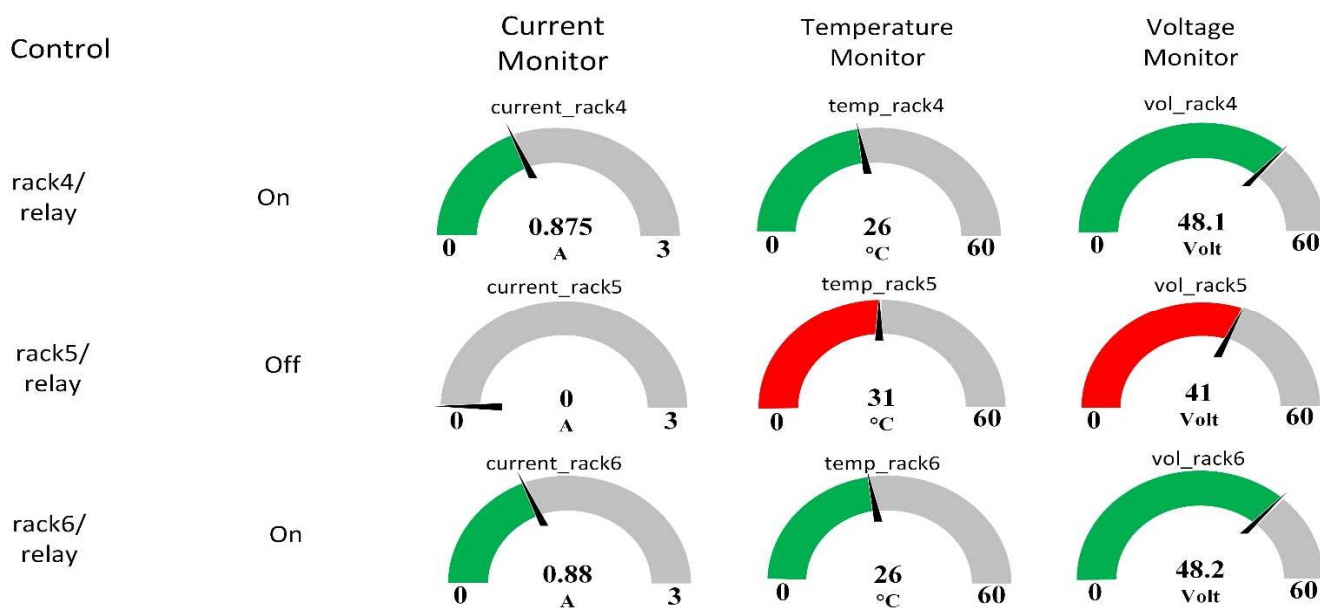 Control
Current
Monitor
Temperature
Monitor
Voltage
Monitor
rack4/
relay
On
current_rack4
0
0.875
A
3
temp_rack4
0
26
°C
60
vol_rack4
0
48.1
Volt
60
rack5/
relay
Off
current_rack5
0
0
A
3
temp_rack5
0
31
°C
60
vol_rack5
0
41
Volt
60
rack6/
relay
On
current_rack6
0
0.88
A
3
temp_rack6
0
26
°C
60
vol_rack6
0
48.2
Volt
60